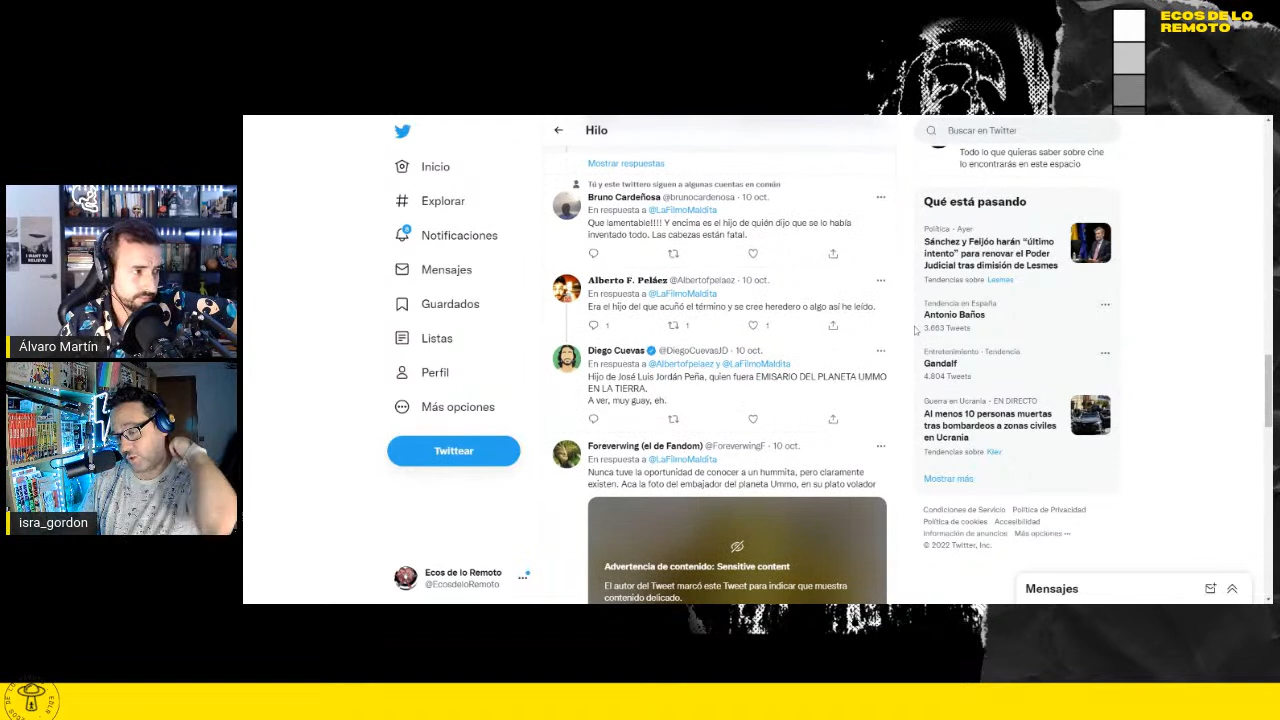 ECOS DE LO
REMOTO
Inicio
Explorar
8
Notificaciones
Mensajes
Guardados
Listas
Perfil
Más opciones
Twittear
Ecos de lo Remoto
@EcosdeloRemoto
Hilo
Mostrar respuestas
Tú y este twittero siguen a algunas cuentas en común
Bruno Cardeñosa @brunocardenosa · 10 oct.
En respuesta a @LaFilmoMaldita
Que lamentable!!!! Y encima es el hijo de quién dijo que se lo había
inventado todo. Las cabezas están fatal.
Alberto F. Peláez @Albertofpelaez · 10 oct.
En respuesta a @LaFilmoMaldita
Era el hijo del que acuñó el término y se cree heredero o algo así he leído.
1 1 1
Diego Cuevas @DiegoCuevasJD · 10 oct.
En respuesta a @Albertofpelaez y @LaFilmoMaldita
Hijo de José Luis Jordán Peña, quien fuera EMISARIO DEL PLANETA UMMO
EN LA TIERRA.
A ver, muy guay, eh.
Foreverwing (el de Fandom) @ForeverwingF · 10 oct.
En respuesta a @LaFilmoMaldita
Nunca tuve la oportunidad de conocer a un hummita, pero claramente
existen. Aca la foto del embajador del planeta Ummo, en su plato volador
Advertencia de contenido: Sensitive content
El autor del Tweet marcó este Tweet para indicar que muestra
contenido delicado.
Buscar en Twitter
Todo lo que quieras saber sobre cine
lo encontrarás en este espacio
Qué está pasando
Política · Ayer
Sánchez y Feijóo harán “último
intento” para renovar el Poder
Judicial tras dimisión de Lesmes
Tendencias sobre Lesmes
Tendencia en España
Antonio Baños
3.663 Tweets
Entretenimiento · Tendencia
Gandalf
4.804 Tweets
Guerra en Ucrania · EN DIRECTO
Al menos 10 personas muertas
tras bombardeos a zonas civiles
en Ucrania
Tendencias sobre Kiev
Mostrar más
Condiciones de Servicio Política de Privacidad
Política de cookies Accesibilidad
Información de anuncios Más opciones ···
© 2022 Twitter, Inc.
Mensajes
I WANT TO
BELIEVE
Álvaro Martín
isra_gordon